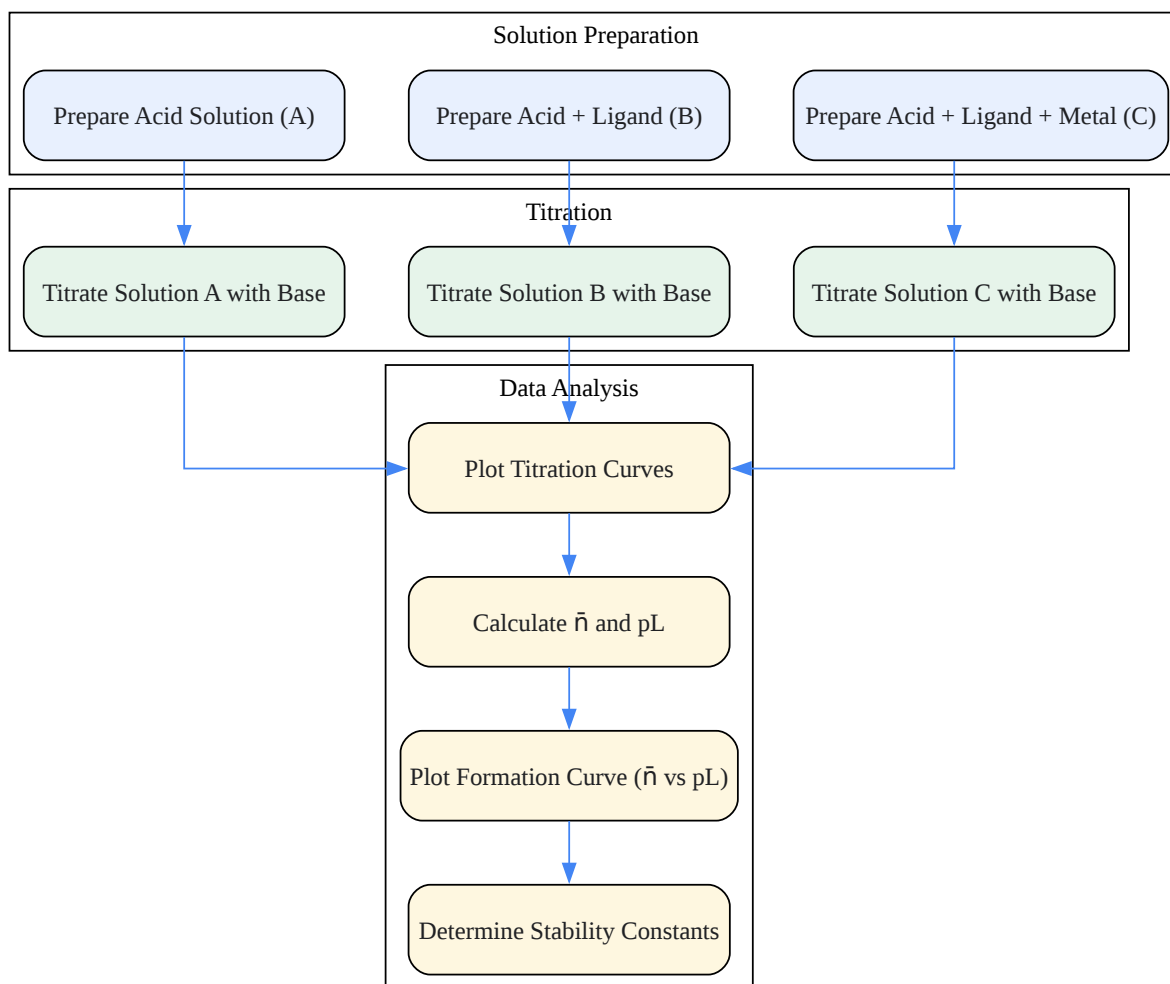 Solution Preparation
Prepare Acid Solution (A)
Prepare Acid + Ligand (B)
Prepare Acid + Ligand + Metal (C)
Titration
Titrate Solution A with Base
Titrate Solution B with Base
Titrate Solution C with Base
Data Analysis
Plot Titration Curves
Calculate n̄ and pL
Plot Formation Curve (n̄ vs pL)
Determine Stability Constants